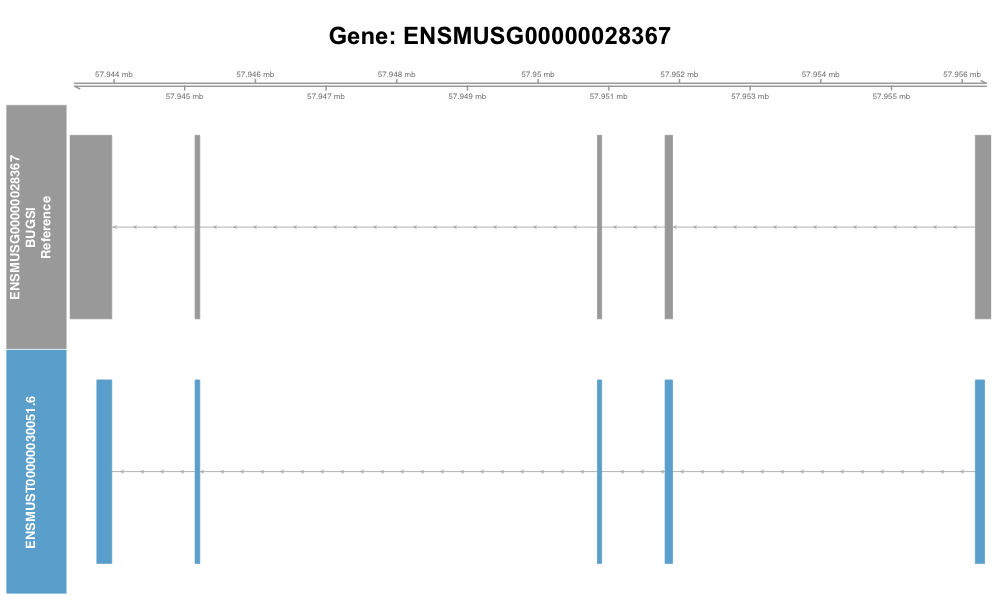 Gene: ENSMUSG00000028367
57.944 mb 57.946 mb 57.948 mb 57.95 mb 57.952 mb 57.954 mb 57.956 mb
57.945 mb 57.947 mb 57.949 mb 57.951 mb 57.953 mb 57.955 mb
ENSMUSG00000028367
BUGSI
Reference
ENSMUST00000030051.6